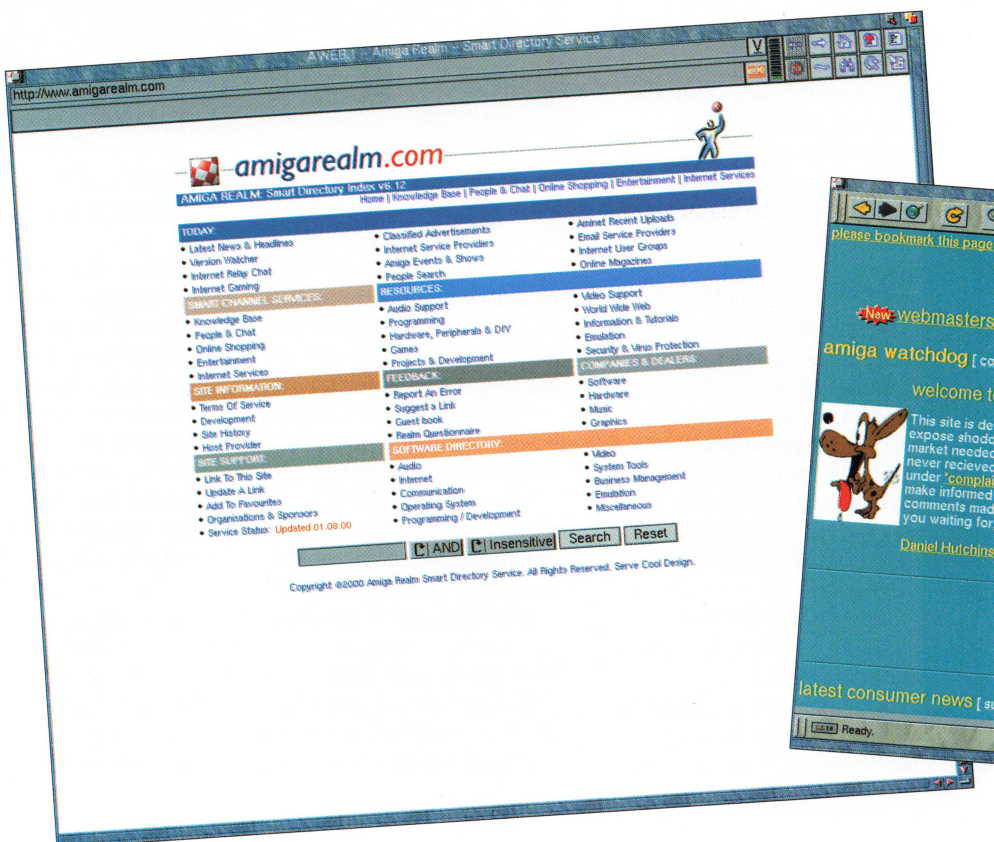 AWEB.1 - Amiga Realm - Smart Directory Service
http://www.amigarealm.com
amigarealm.com
AMIGA REALM: Smart Directory Index v6.12
Home | Knowledge Base | People & Chat | Online Shopping | Entertainment | Internet Services
TODAY:
• Latest News & Headlines
• Version Watcher
• Internet Relay Chat
• Internet Gaming
• Classified Advertisements
• Internet Service Providers
• Amiga Events & Shows
• People Search
• Aminet Recent Uploads
• Email Service Providers
• Internet User Groups
• Online Magazines
SMART CHANNEL SERVICES:
• Knowledge Base
• People & Chat
• Online Shopping
• Entertainment
• Internet Services
RESOURCES:
• Audio Support
• Programming
• Hardware, Peripherals & DIY
• Games
• Projects & Development
• Video Support
• World Wide Web
• Information & Tutorials
• Emulation
• Security & Virus Protection
SITE INFORMATION:
• Terms Of Service
• Development
• Site History
• Host Provider
FEEDBACK:
• Report An Error
• Suggest a Link
• Guest book
• Realm Questionnaire
COMPANIES & DEALERS:
• Software
• Hardware
• Music
• Graphics
SITE SUPPORT:
• Link To This Site
• Update A Link
• Add To Favourites
• Organisations & Sponsors
• Service Status: Updated 01.08.00
SOFTWARE DIRECTORY:
• Audio
• Internet
• Communication
• Operating System
• Programming / Development
• Video
• System Tools
• Business Management
• Emulation
• Miscellaneous
AND
Insensitive
Search
Reset
Copyright @2000 Amiga Realm Smart Directory Service. All Rights Reserved. Serve Cool Design.
please bookmark this page
New webmasters
amiga watchdog [ co
welcome to
This site is de
expose shodd
market needed
never recieved
under "complai
make informed
comments mad
you waiting for.
Daniel Hutchins
latest consumer news [ su
Ready.